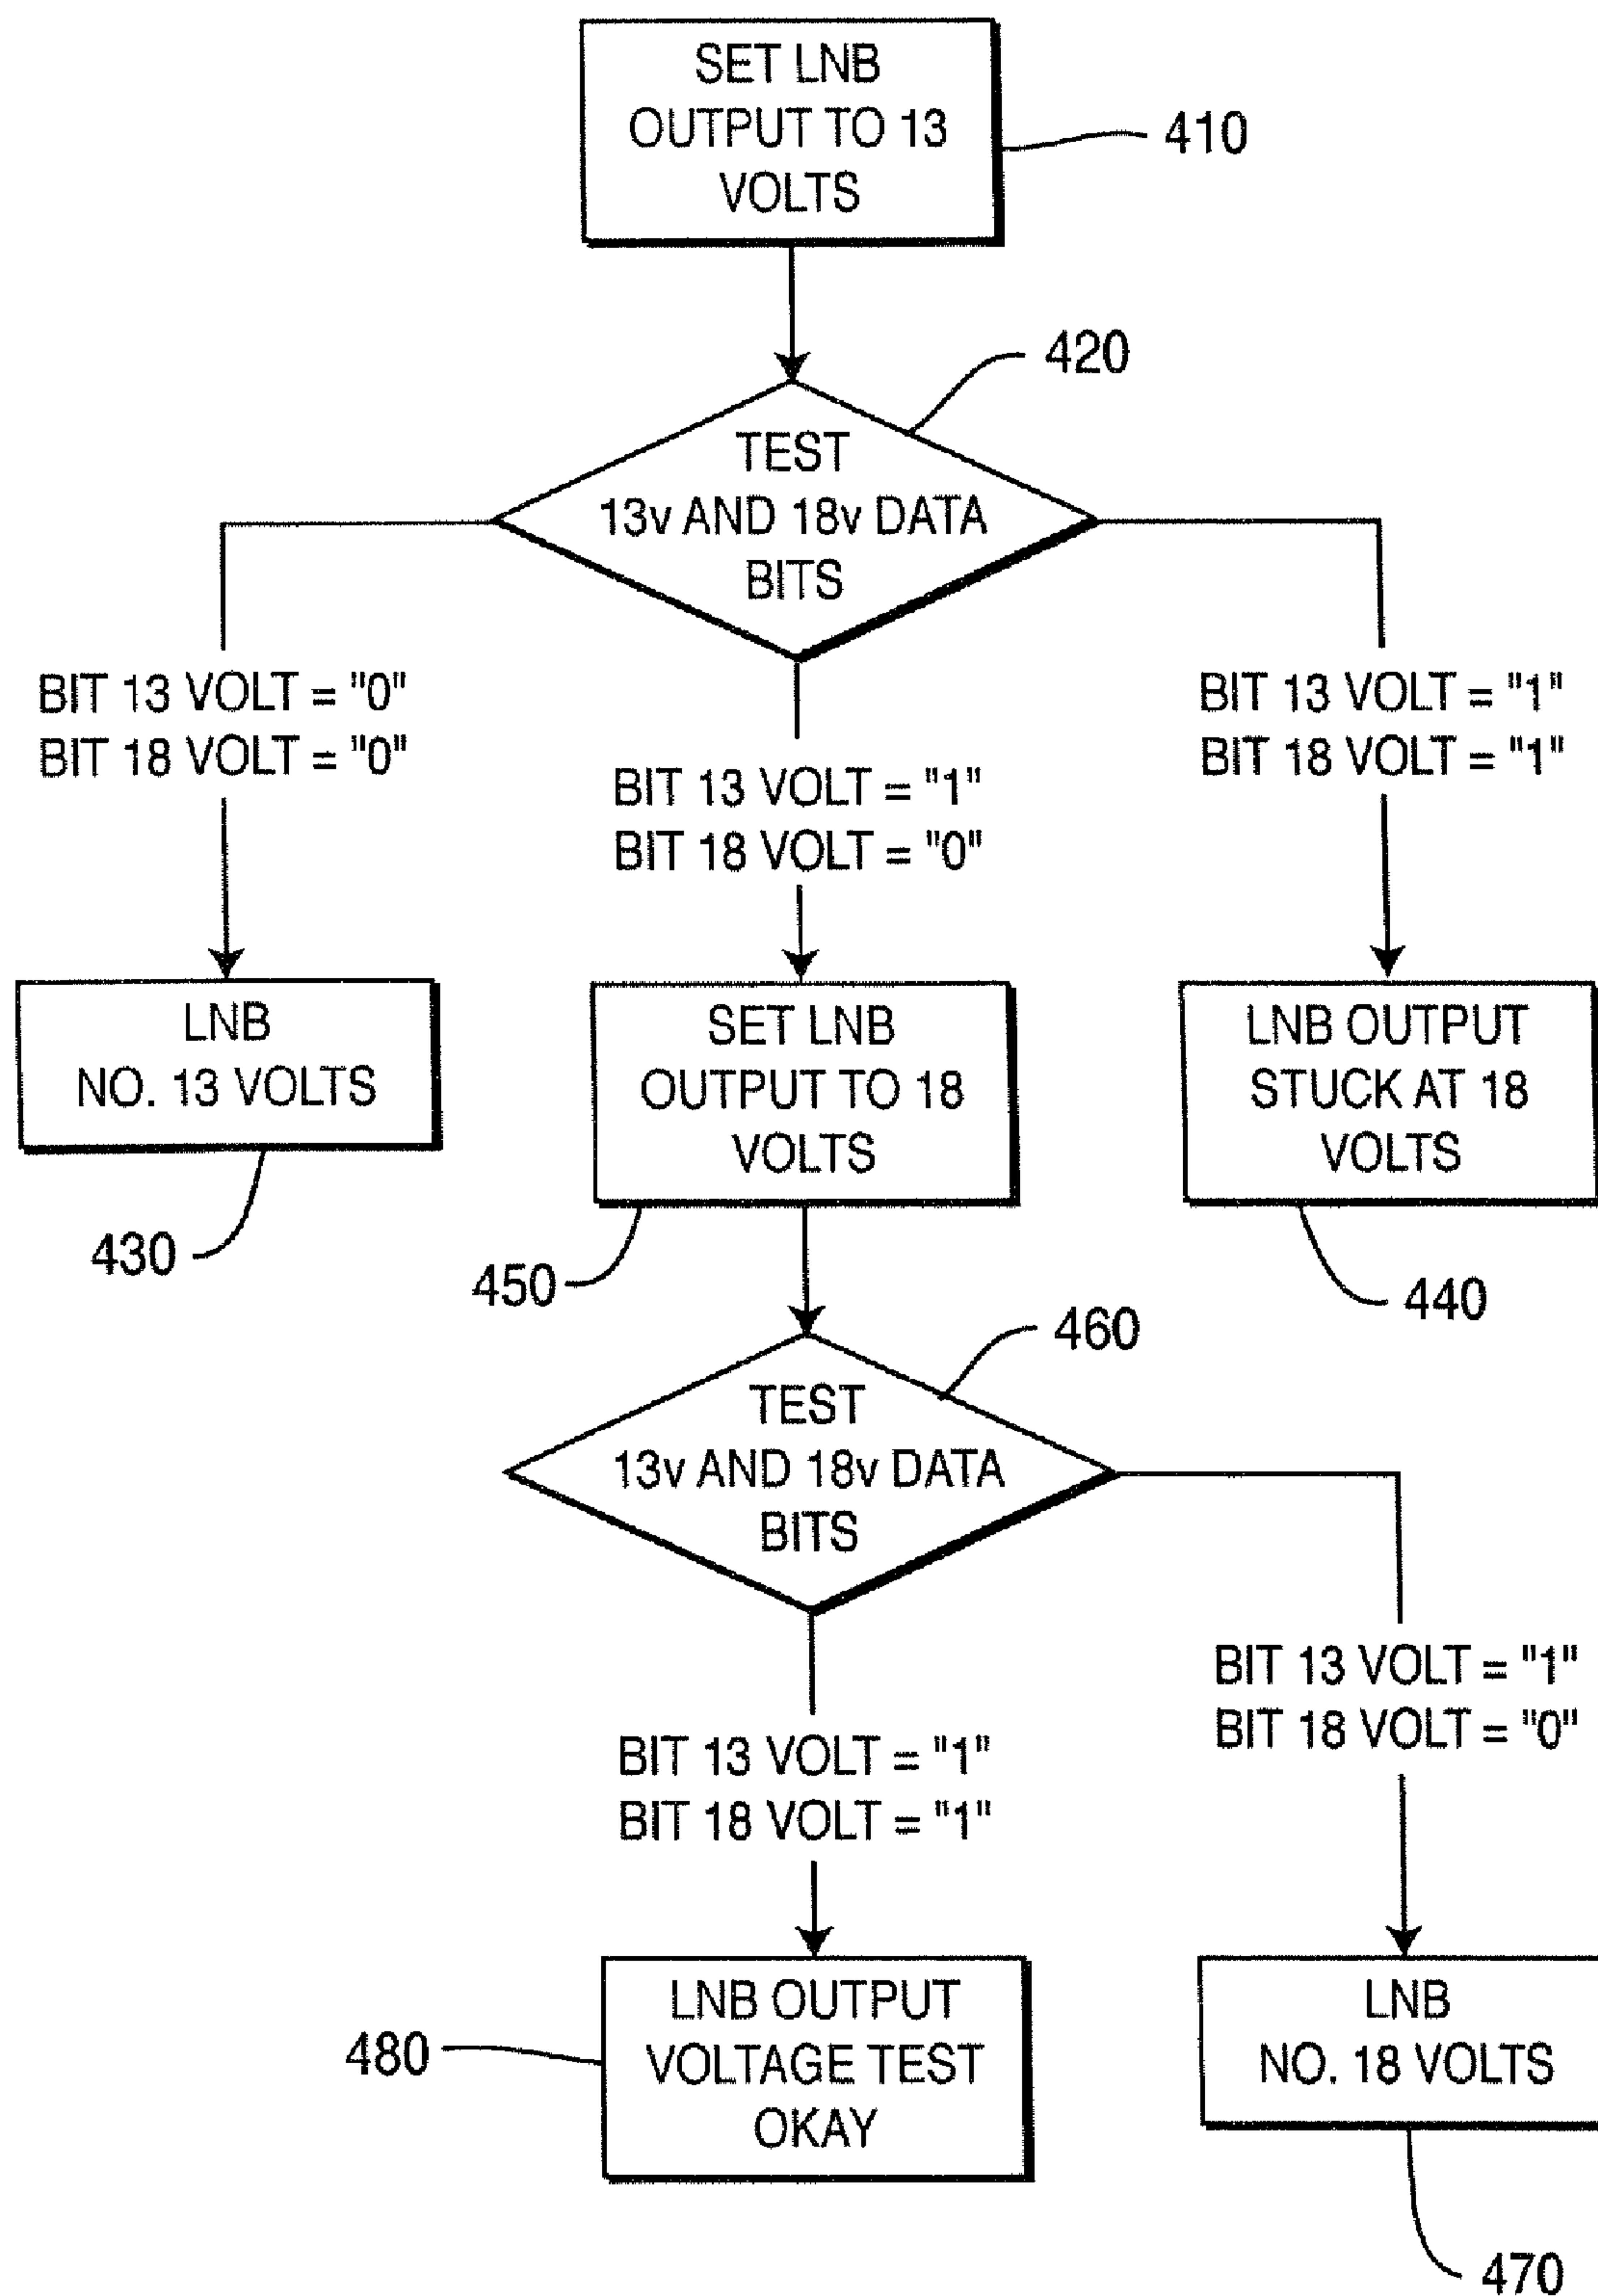 SET LNB
OUTPUT TO 13
VOLTS
410
420
TEST
13v AND 18v DATA
BITS
BIT 13 VOLT = "0"
BIT 18 VOLT = "0"
BIT 13 VOLT = "1"
BIT 18 VOLT = "0"
BIT 13 VOLT = "1"
BIT 18 VOLT = "1"
LNB
NO. 13 VOLTS
430
SET LNB
OUTPUT TO 18
VOLTS
450
LNB OUTPUT
STUCK AT 18
VOLTS
440
460
TEST
13v AND 18v DATA
BITS
BIT 13 VOLT = "1"
BIT 18 VOLT = "1"
BIT 13 VOLT = "1"
BIT 18 VOLT = "0"
480
LNB OUTPUT
VOLTAGE TEST
OKAY
LNB
NO. 18 VOLTS
470